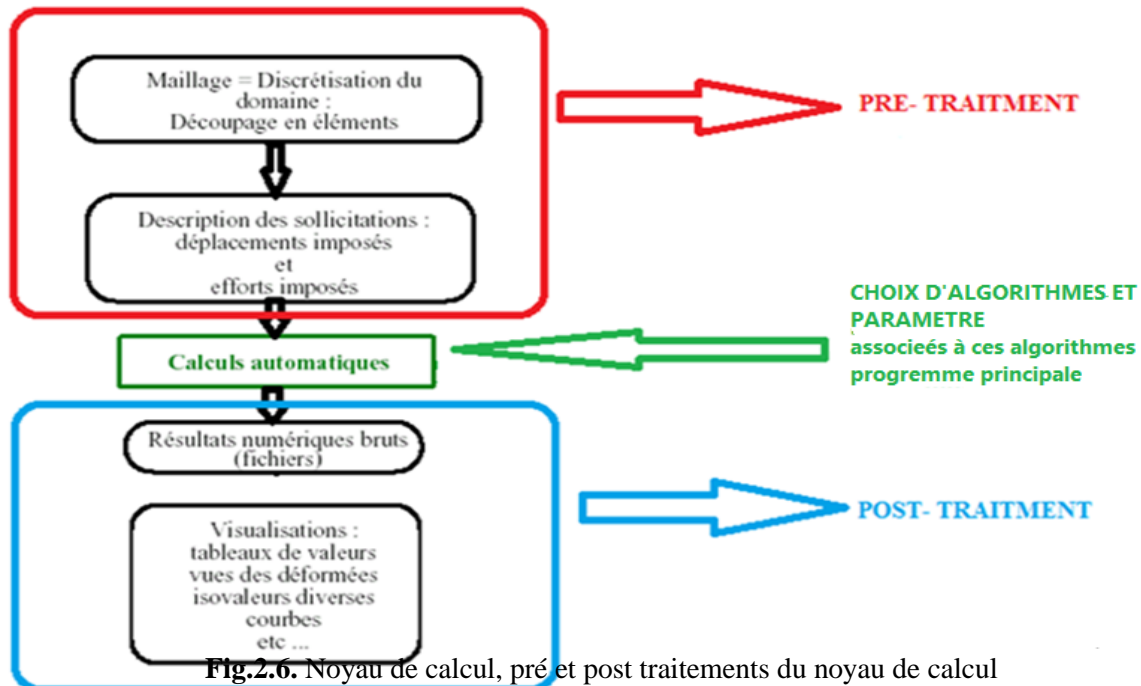 Maillage = Discrétisation du
domaine :
Découpage en éléments
PRE- TRAITMENT
Description des sollicitations :
déplacements imposés
et
efforts imposés
CHOIX D'ALGORITHMES ET
PARAMETRE
associeés à ces algorithmes
progremme principale
Calculs automatiques
Résultats numériques bruts
(fichiers)
POST- TRAITMENT
Visualisations :
tableaux de valeurs
vues des déformées
isovaleurs diverses
courbes
etc ...
Fig.2.6. Noyau de calcul, pré et post traitements du noyau de calcul